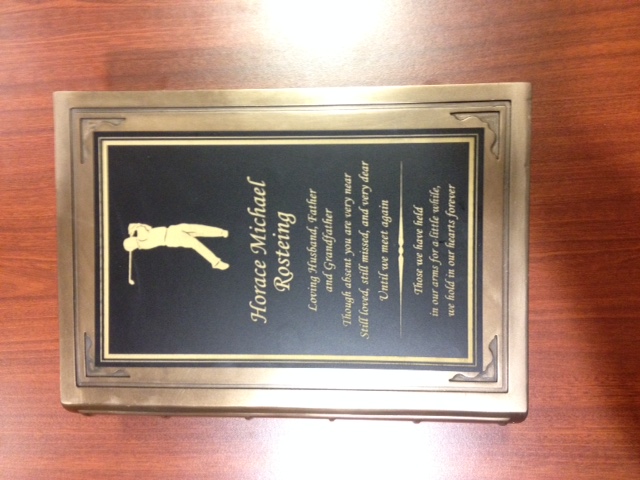 Horace Michael
Rosteing
Loving Husband, Father
and Grandfather
Though absent you are very near
Still loved, still missed, and very dear
Until we meet again
Those we have held
in our arms for a little while,
we hold in our hearts forever